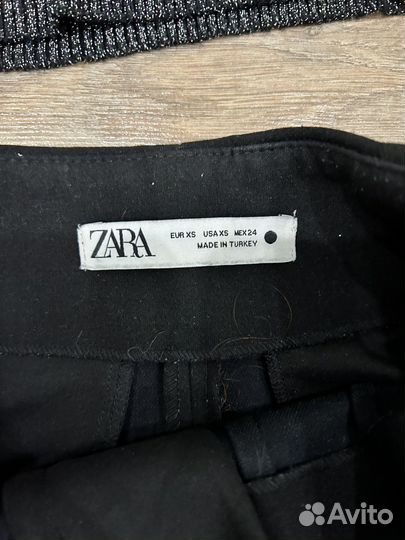 ZARA
EUR XS USA XS MEX 24
MADE IN TURKEY
Avito